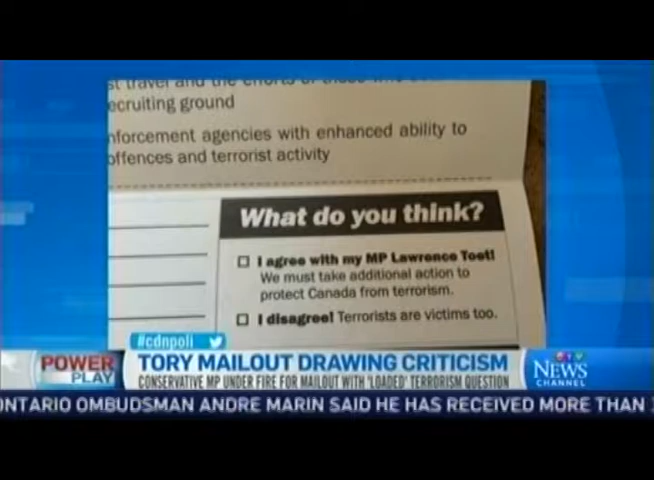 ecruiting ground
nforcement agencies with enhanced ability to
offences and terrorist activity
What do you think?
I agree with my MP Lawrence Toet!
We must take additional action to
protect Canada from terrorism.
I disagree! Terrorists are victims too.
#cdnpoli
POWER
PLAY
TORY MAILOUT DRAWING CRITICISM
CONSERVATIVE MP UNDER FIRE FOR MAILOUT WITH 'LOADED' TERRORISM QUESTION
CTV
NEWS
CHANNEL
ONTARIO OMBUDSMAN ANDRE MARIN SAID HE HAS RECEIVED MORE THAN